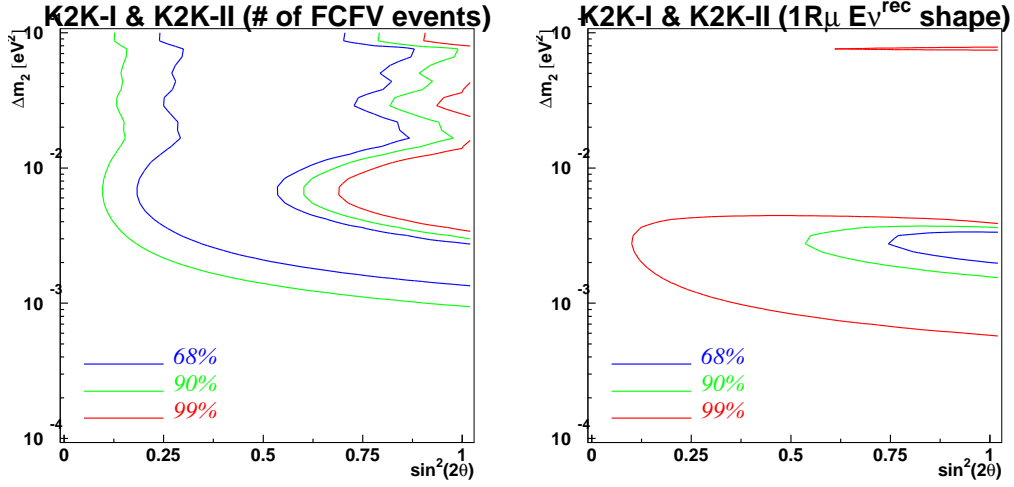 K2K-I & K2K-II (# of FCFV events)
Δm₂ [eV²]
10⁻¹
10⁻²
10⁻³
10⁻⁴
68%
90%
99%
0 0.25 0.5 0.75 1
sin²(2θ)
K2K-I & K2K-II (1Rμ Eν^rec shape)
Δm₂ [eV²]
10
10⁻²
10⁻³
10⁻⁴
68%
90%
99%
0 0.25 0.5 0.75 1
sin²(2θ)